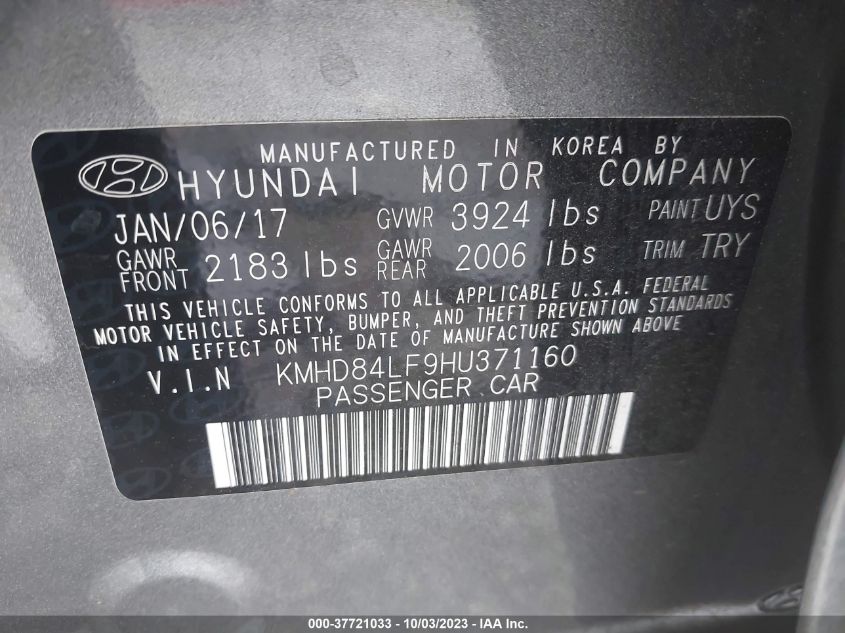 MANUFACTURED IN KOREA BY
HYUNDAI MOTOR COMPANY
JAN/06/17 GVWR 3924 lbs PAINT UYS
GAWR FRONT 2183 lbs GAWR REAR 2006 lbs TRIM TRY
THIS VEHICLE CONFORMS TO ALL APPLICABLE U.S.A. FEDERAL
MOTOR VEHICLE SAFETY, BUMPER, AND THEFT PREVENTION STANDARDS
IN EFFECT ON THE DATE OF MANUFACTURE SHOWN ABOVE
V.I.N KMHD84LF9HU371160
PASSENGER CAR
000-37721033 - 10/03/2023 - IAA Inc.